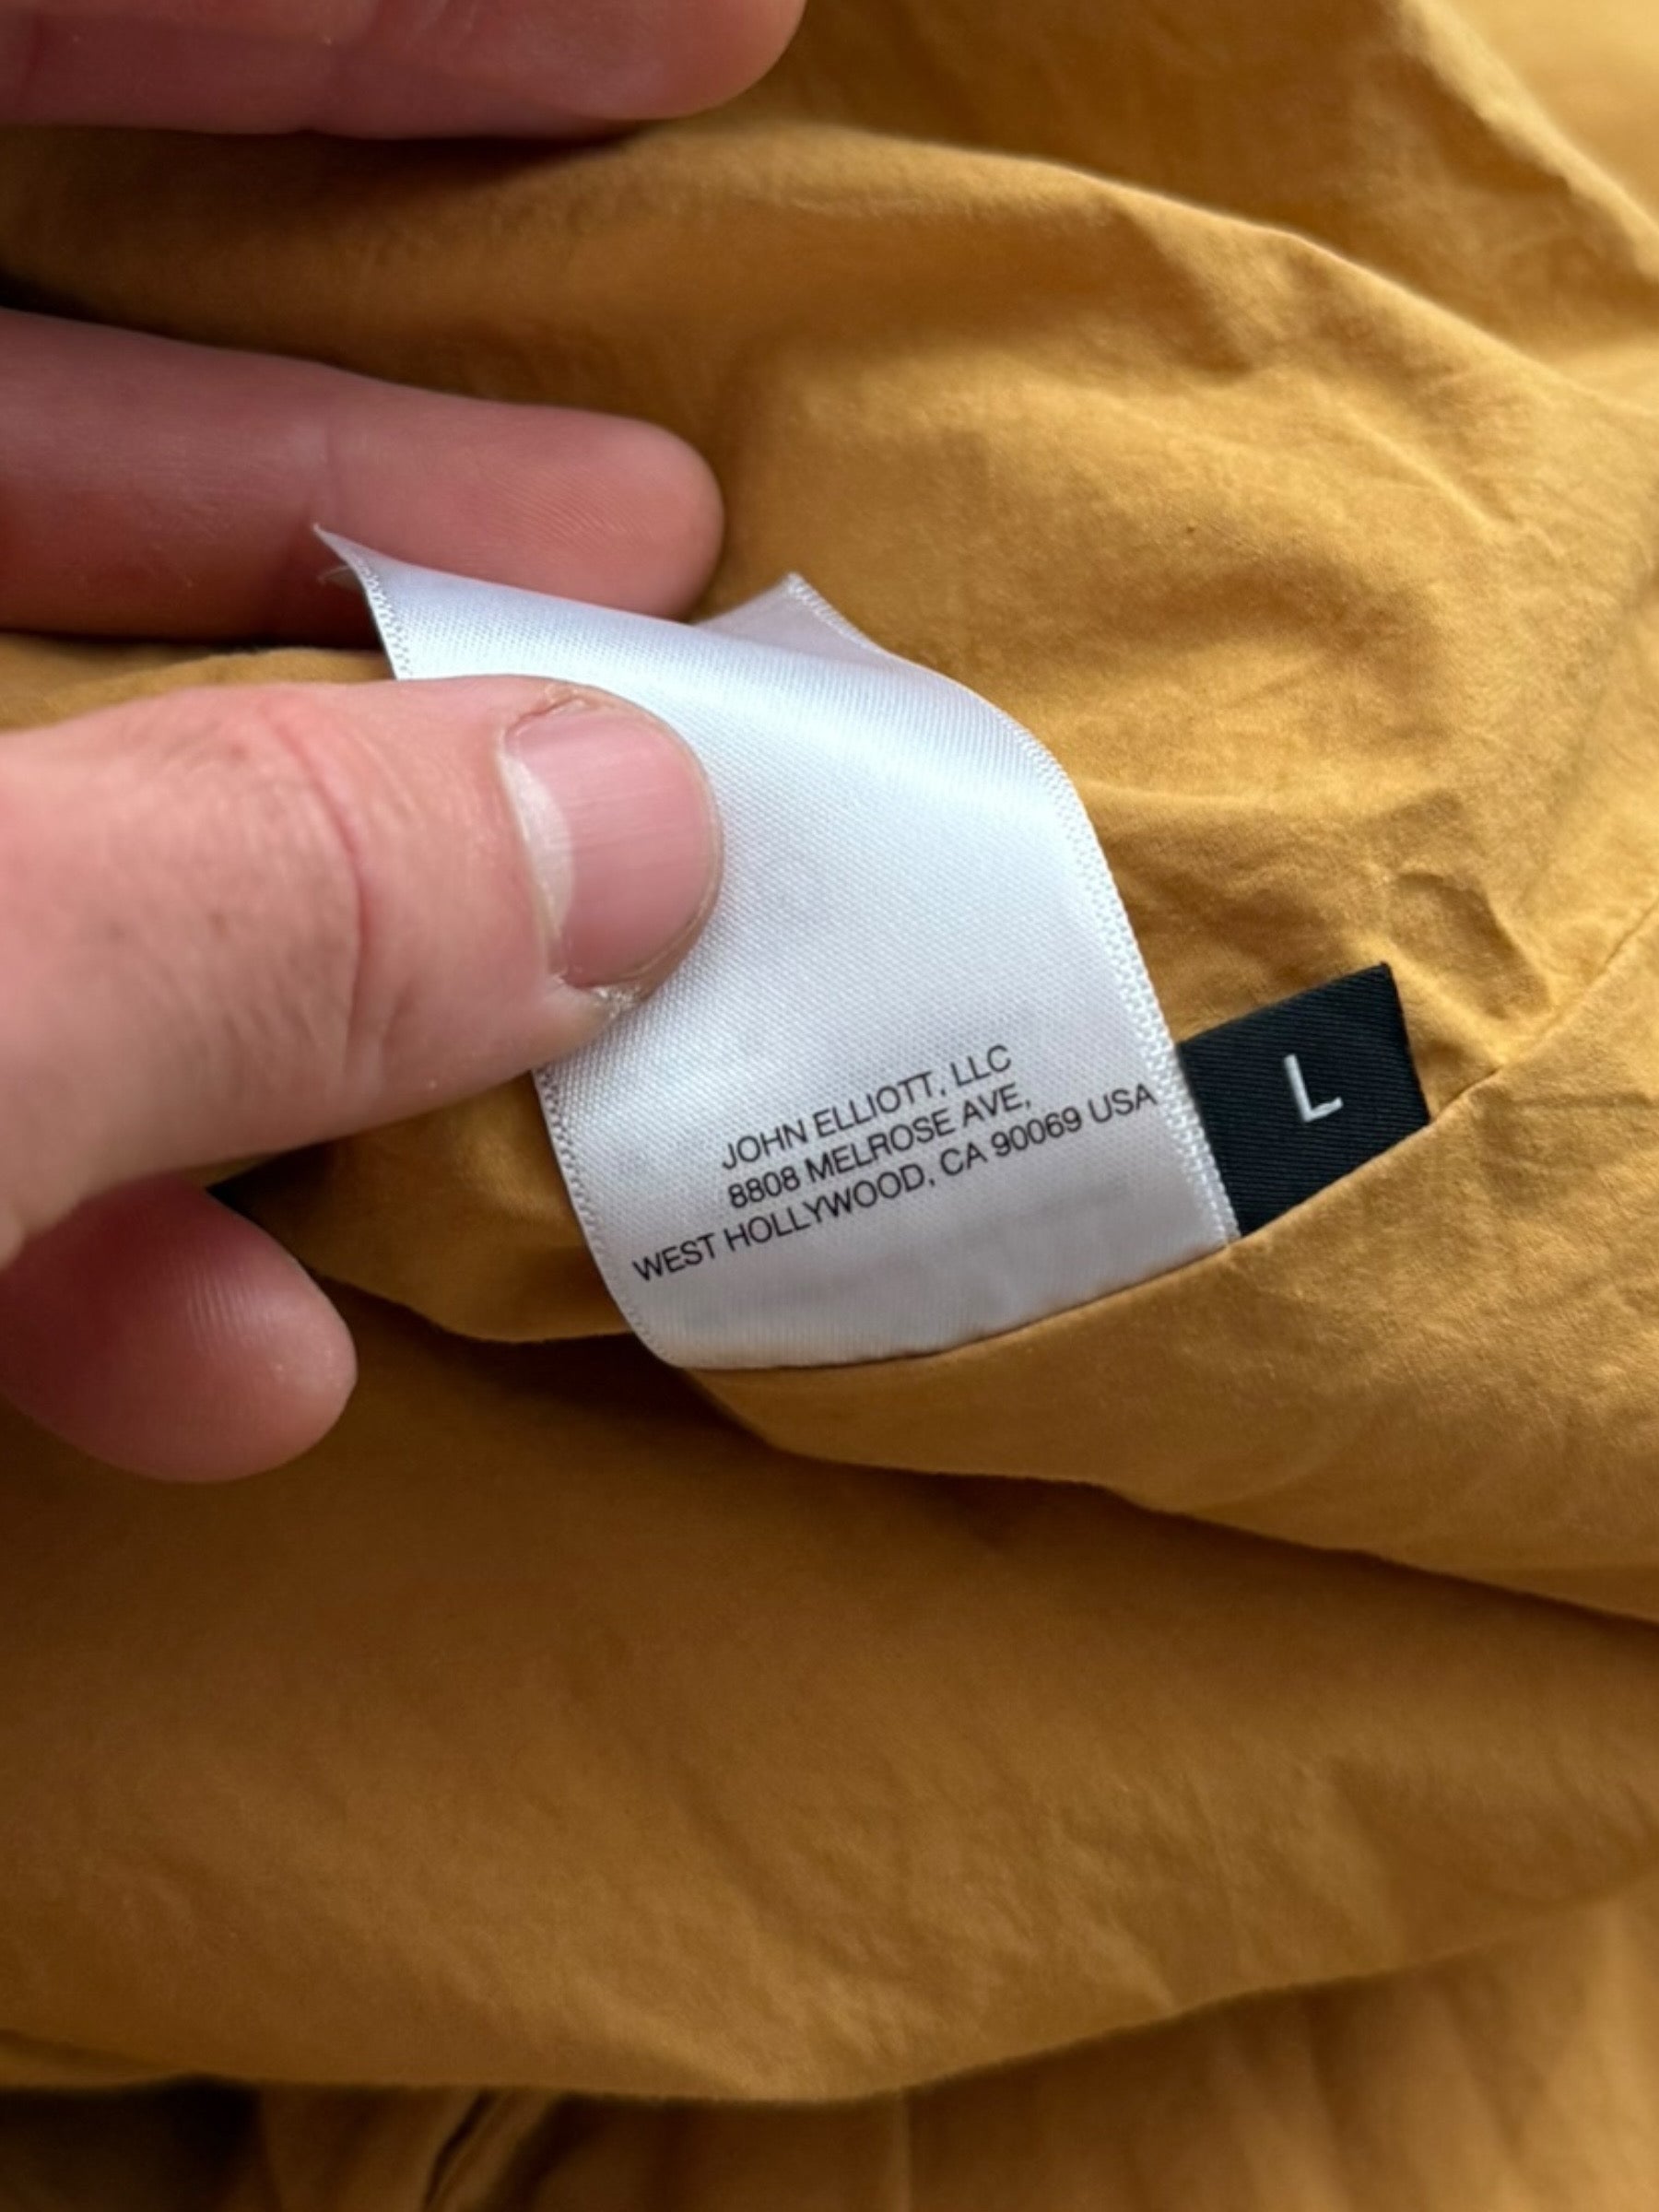 JOHN ELLIOTT, LLC
8808 MELROSE AVE,
WEST HOLLYWOOD, CA 90069 USA
L